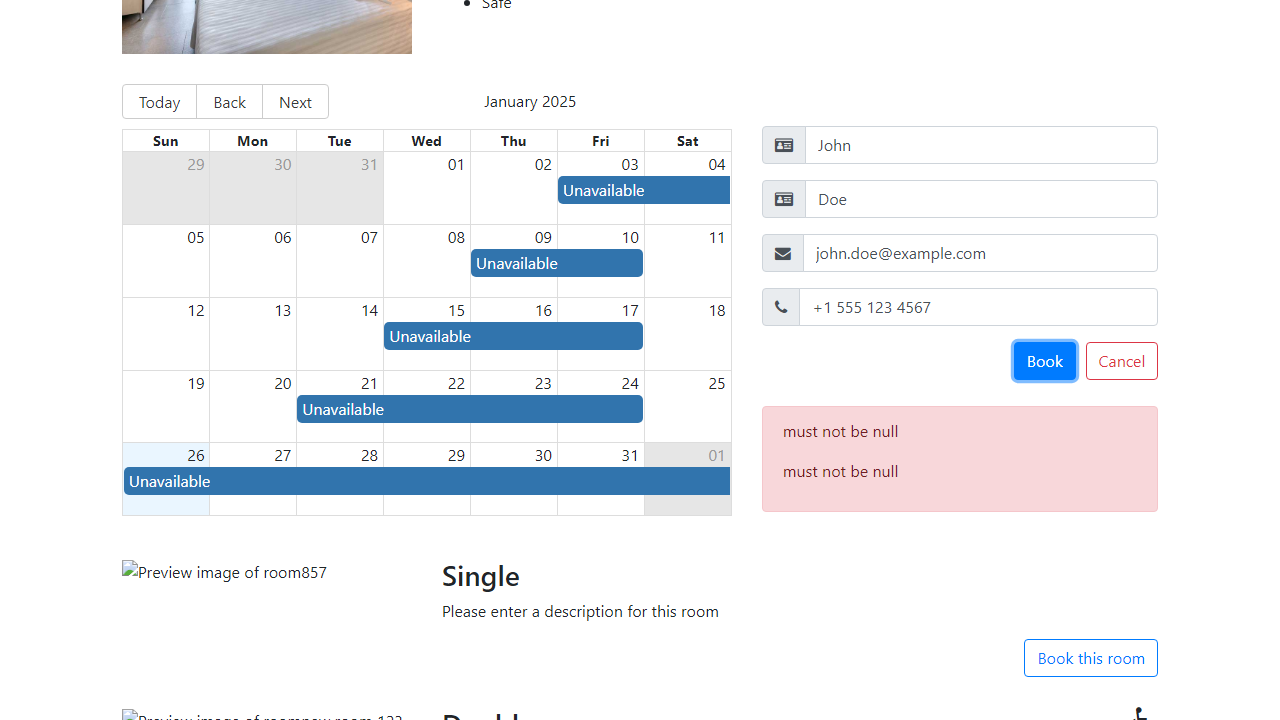 Safe
Today Back Next January 2025
Sun Mon Tue Wed Thu Fri Sat
29 30 31 01 02 03 04
Unavailable
05 06 07 08 09 10 11
Unavailable
12 13 14 15 16 17 18
Unavailable
19 20 21 22 23 24 25
Unavailable
26 27 28 29 30 31 01
Unavailable
John
Doe
john.doe@example.com
+1 555 123 4567
Book Cancel
must not be null
must not be null
Preview image of room857
Single
Please enter a description for this room
Book this room